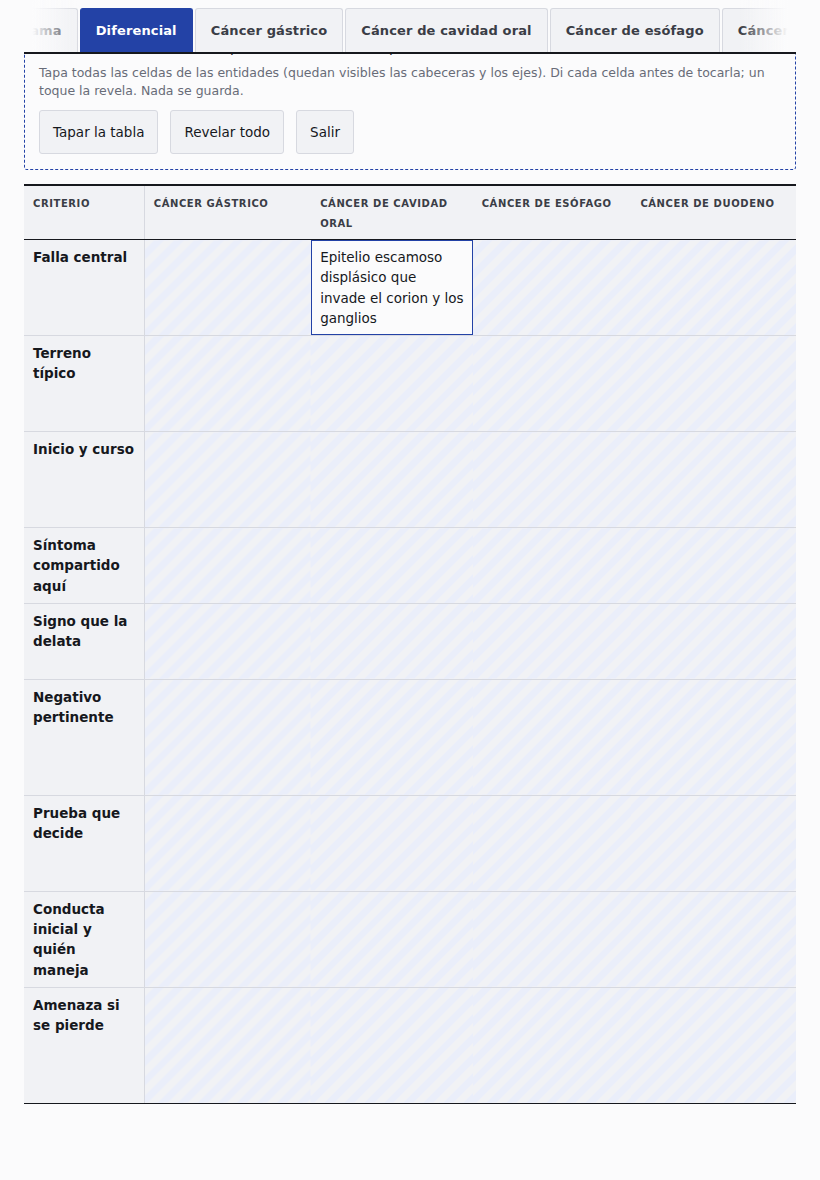 ama
Diferencial
Cáncer gástrico
Cáncer de cavidad oral
Cáncer de esófago
Cáncer
Tapa todas las celdas de las entidades (quedan visibles las cabeceras y los ejes). Di cada celda antes de tocarla; un
toque la revela. Nada se guarda.
Tapar la tabla
Revelar todo
Salir
CRITERIO
CÁNCER GÁSTRICO
CÁNCER DE CAVIDAD
ORAL
CÁNCER DE ESÓFAGO
CÁNCER DE DUODENO
Falla central
Epitelio escamoso
displásico que
invade el corion y los
ganglios
Terreno
típico
Inicio y curso
Síntoma
compartido
aquí
Signo que la
delata
Negativo
pertinente
Prueba que
decide
Conducta
inicial y
quién
maneja
Amenaza si
se pierde